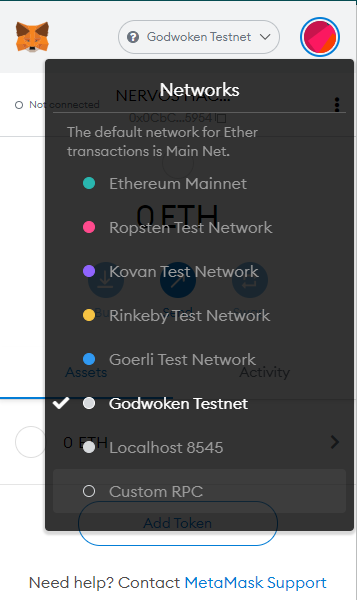 Godwoken Testnet
Networks
Not connected
NERVOS HAS...
0x0CbC...5954
The default network for Ether
transactions is Main Net.
Ethereum Mainnet
0 ETH
Ropsten Test Network
Kovan Test Network
Rinkeby Test Network
Goerli Test Network
Assets
Activity
Godwoken Testnet
0 ETH
Localhost 8545
Custom RPC
Add Token
Need help? Contact MetaMask Support